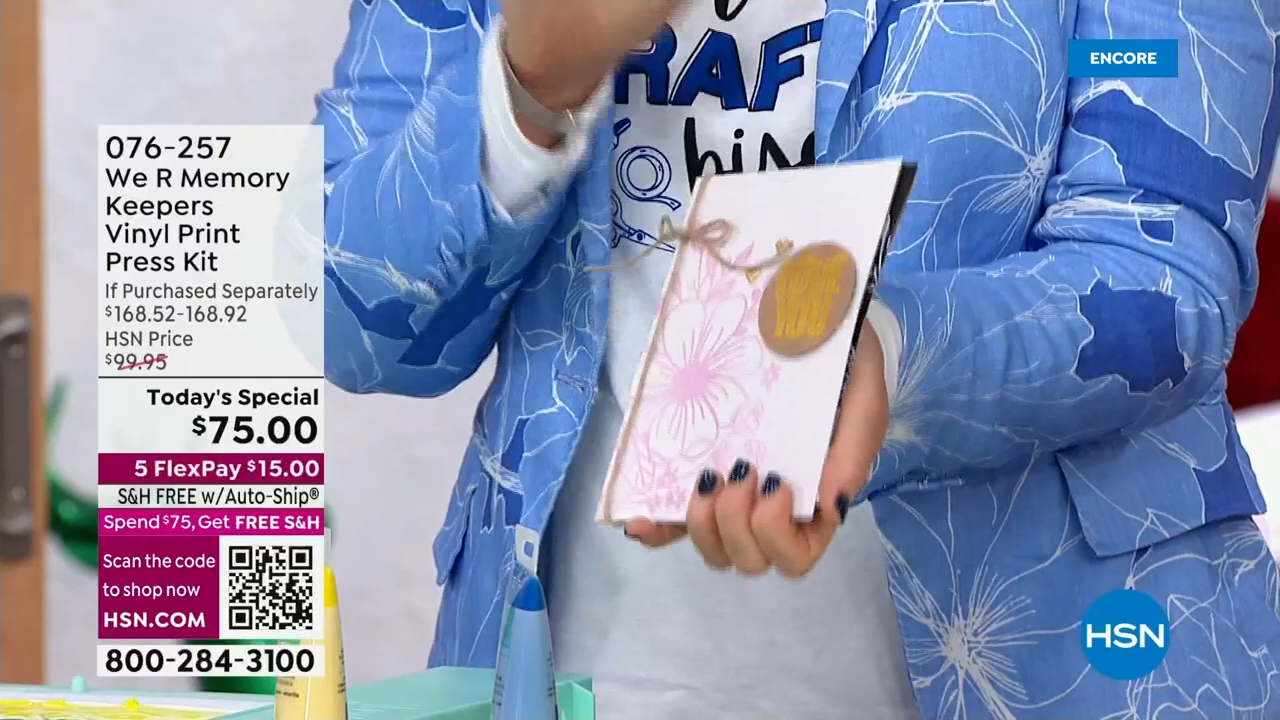 ENCORE
RAF
076-257
We R Memory
Keepers
Vinyl Print
Press Kit
If Purchased Separately
$168.52-168.92
HSN Price
$99.95
Today's Special
$75.00
5 FlexPay $15.00
S&H FREE w/Auto-Ship®
Spend $75, Get FREE S&H
Scan the code
to shop now
HSN.COM
800-284-3100
HSN